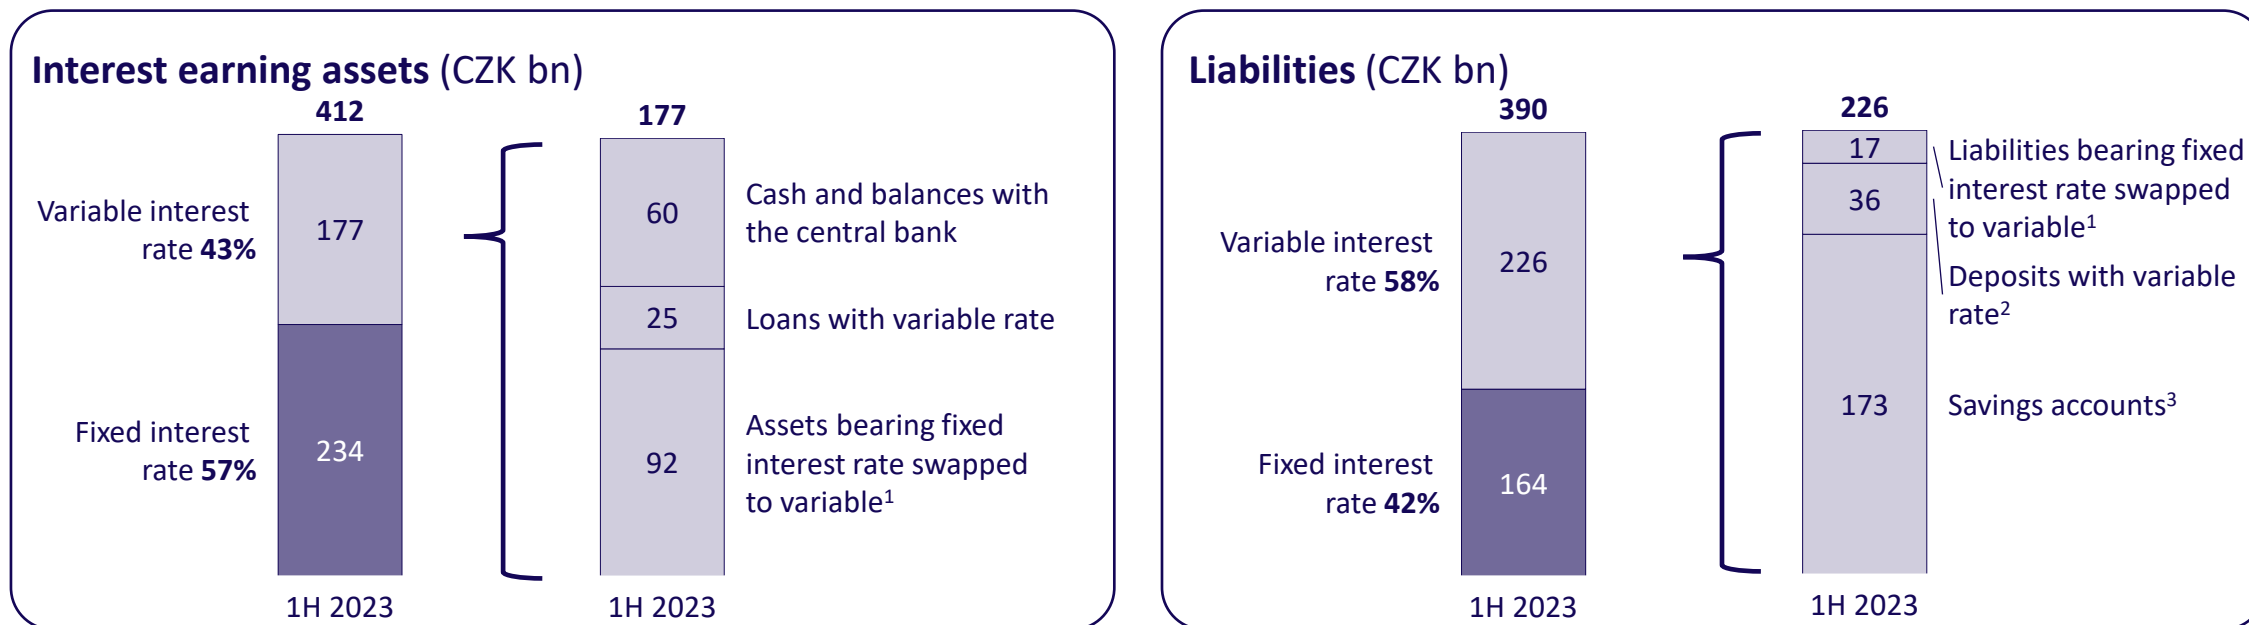 Interest earning assets (CZK bn)
412
177
Variable interest
rate 43%
177
60
Cash and balances with
the central bank
25
Loans with variable rate
Fixed interest
rate 57%
234
92
Assets bearing fixed
interest rate swapped
to variable¹
1H 2023
1H 2023
Liabilities (CZK bn)
390
226
Variable interest
rate 58%
226
17
Liabilities bearing fixed
interest rate swapped
to variable¹
36
Deposits with variable
rate²
Fixed interest
rate 42%
164
173
Savings accounts³
1H 2023
1H 2023